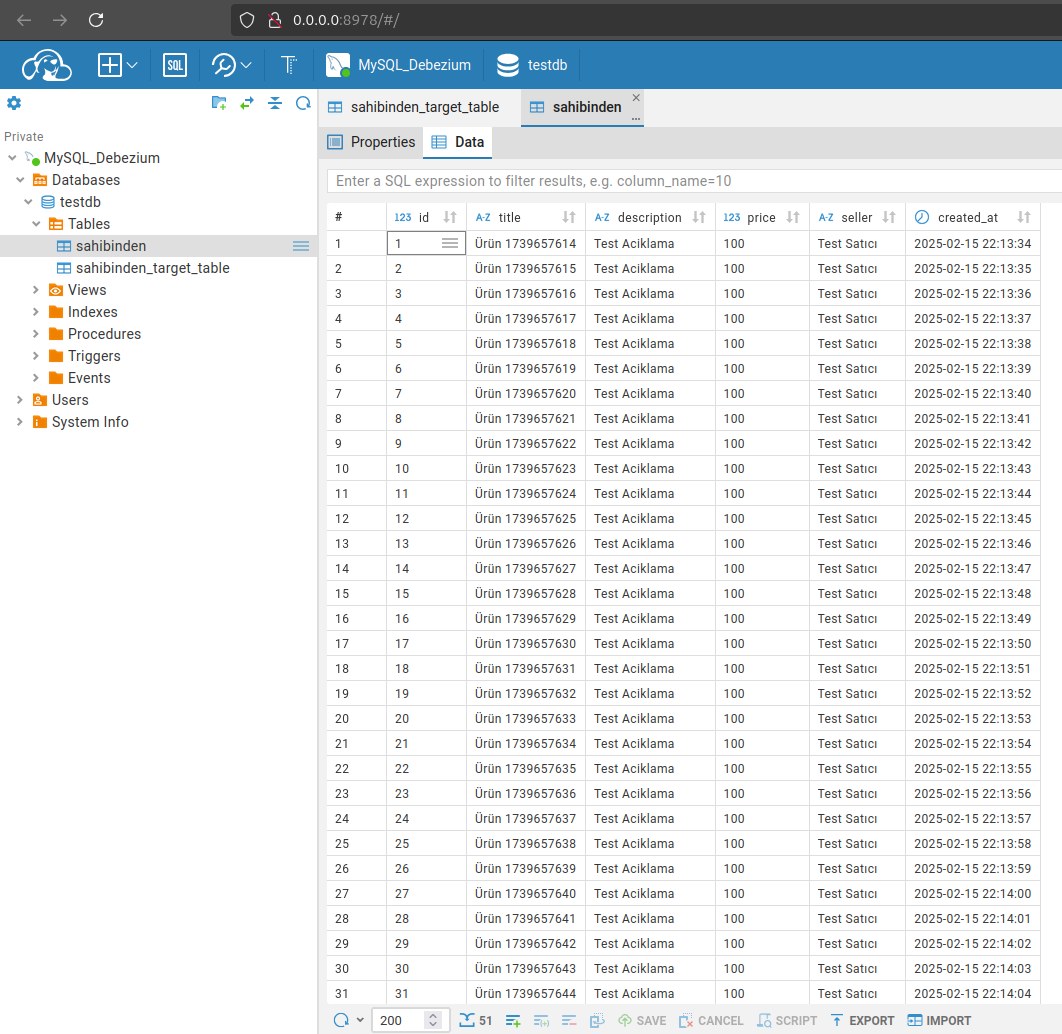 0.0.0.0:8978/#/
SQL MySQL_Debezium testdb
sahibinden_target_table sahibinden
Private
MySQL_Debezium
Databases
testdb
Tables
sahibinden
sahibinden_target_table
Views
Indexes
Procedures
Triggers
Events
Users
System Info
Properties Data
Enter a SQL expression to filter results, e.g. column_name=10
# 123 id A-Z title A-Z description 123 price A-Z seller created_at
1 1 Ürün 1739657614 Test Aciklama 100 Test Satıcı 2025-02-15 22:13:34
2 2 Ürün 1739657615 Test Aciklama 100 Test Satıcı 2025-02-15 22:13:35
3 3 Ürün 1739657616 Test Aciklama 100 Test Satıcı 2025-02-15 22:13:36
4 4 Ürün 1739657617 Test Aciklama 100 Test Satıcı 2025-02-15 22:13:37
5 5 Ürün 1739657618 Test Aciklama 100 Test Satıcı 2025-02-15 22:13:38
6 6 Ürün 1739657619 Test Aciklama 100 Test Satıcı 2025-02-15 22:13:39
7 7 Ürün 1739657620 Test Aciklama 100 Test Satıcı 2025-02-15 22:13:40
8 8 Ürün 1739657621 Test Aciklama 100 Test Satıcı 2025-02-15 22:13:41
9 9 Ürün 1739657622 Test Aciklama 100 Test Satıcı 2025-02-15 22:13:42
10 10 Ürün 1739657623 Test Aciklama 100 Test Satıcı 2025-02-15 22:13:43
11 11 Ürün 1739657624 Test Aciklama 100 Test Satıcı 2025-02-15 22:13:44
12 12 Ürün 1739657625 Test Aciklama 100 Test Satıcı 2025-02-15 22:13:45
13 13 Ürün 1739657626 Test Aciklama 100 Test Satıcı 2025-02-15 22:13:46
14 14 Ürün 1739657627 Test Aciklama 100 Test Satıcı 2025-02-15 22:13:47
15 15 Ürün 1739657628 Test Aciklama 100 Test Satıcı 2025-02-15 22:13:48
16 16 Ürün 1739657629 Test Aciklama 100 Test Satıcı 2025-02-15 22:13:49
17 17 Ürün 1739657630 Test Aciklama 100 Test Satıcı 2025-02-15 22:13:50
18 18 Ürün 1739657631 Test Aciklama 100 Test Satıcı 2025-02-15 22:13:51
19 19 Ürün 1739657632 Test Aciklama 100 Test Satıcı 2025-02-15 22:13:52
20 20 Ürün 1739657633 Test Aciklama 100 Test Satıcı 2025-02-15 22:13:53
21 21 Ürün 1739657634 Test Aciklama 100 Test Satıcı 2025-02-15 22:13:54
22 22 Ürün 1739657635 Test Aciklama 100 Test Satıcı 2025-02-15 22:13:55
23 23 Ürün 1739657636 Test Aciklama 100 Test Satıcı 2025-02-15 22:13:56
24 24 Ürün 1739657637 Test Aciklama 100 Test Satıcı 2025-02-15 22:13:57
25 25 Ürün 1739657638 Test Aciklama 100 Test Satıcı 2025-02-15 22:13:58
26 26 Ürün 1739657639 Test Aciklama 100 Test Satıcı 2025-02-15 22:13:59
27 27 Ürün 1739657640 Test Aciklama 100 Test Satıcı 2025-02-15 22:14:00
28 28 Ürün 1739657641 Test Aciklama 100 Test Satıcı 2025-02-15 22:14:01
29 29 Ürün 1739657642 Test Aciklama 100 Test Satıcı 2025-02-15 22:14:02
30 30 Ürün 1739657643 Test Aciklama 100 Test Satıcı 2025-02-15 22:14:03
31 31 Ürün 1739657644 Test Aciklama 100 Test Satıcı 2025-02-15 22:14:04
200 51 SAVE CANCEL SCRIPT EXPORT IMPORT